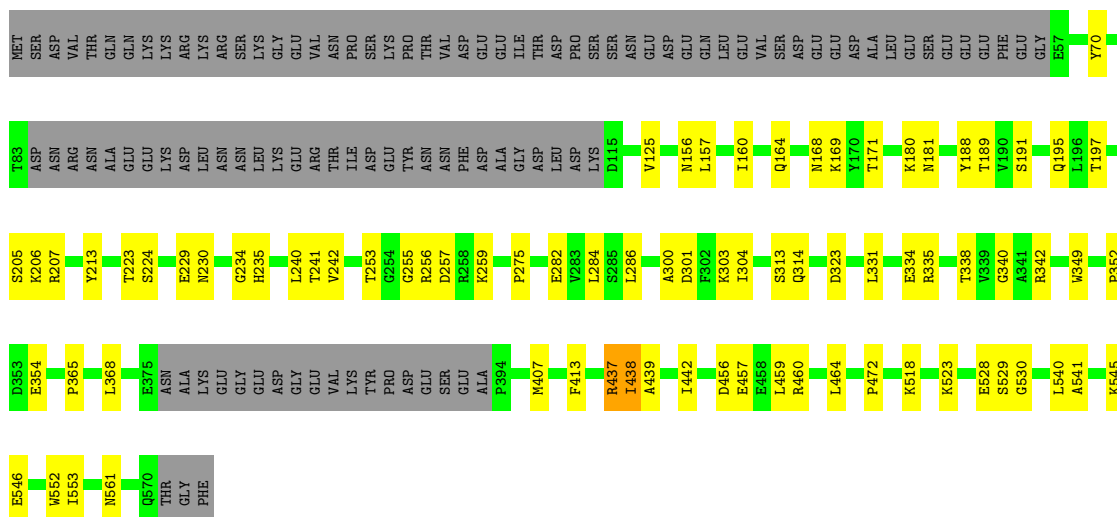 MET SER ASP VAL THR GLN GLN LYS LYS ARG LYS ARG SER LYS GLY GLU VAL ASN PRO SER LYS PRO THR VAL ASP GLU GLU ILE THR ASP PRO SER SER ASN GLU ASP GLU GLN LEU GLU VAL SER ASP GLU GLU ASP ALA LEU GLU SER GLU GLU GLU PHE GLU GLY E57 Y70
T83 ASP ASN ARG ASN ALA GLU GLU LYS ASP LEU ASN ASN LEU LYS GLU ARG THR ILE ASP GLU TYR ASN ASN PHE ASP ALA GLY ASP LEU ASP LYS D115 V125 N156 L157 I160 Q164 N168 K169 Y170 T171 K180 N181 Y188 T189 V190 S191 Q195 L196 T197
S205 K206 R207 Y213 T223 S224 E229 N230 G234 H235 L240 T241 V242 T253 G254 G255 R256 D257 R258 K259 P275 E282 V283 L284 S285 L286 A300 D301 F302 K303 I304 S313 Q314 D323 L331 E334 R335 T338 V339 G340 A341 R342 W349 P352
D353 E354 P365 L368 E375 ASN ALA LYS GLU GLY GLU ASP GLY GLU VAL LYS TYR PRO ASP GLU SER GLU ALA P394 M407 F413 R437 I438 A439 I442 D456 E457 E458 L459 R460 L464 P472 K518 K523 E528 S529 G530 L540 A541 K545
E546 W552 I553 N561 Q570 THR GLY PHE